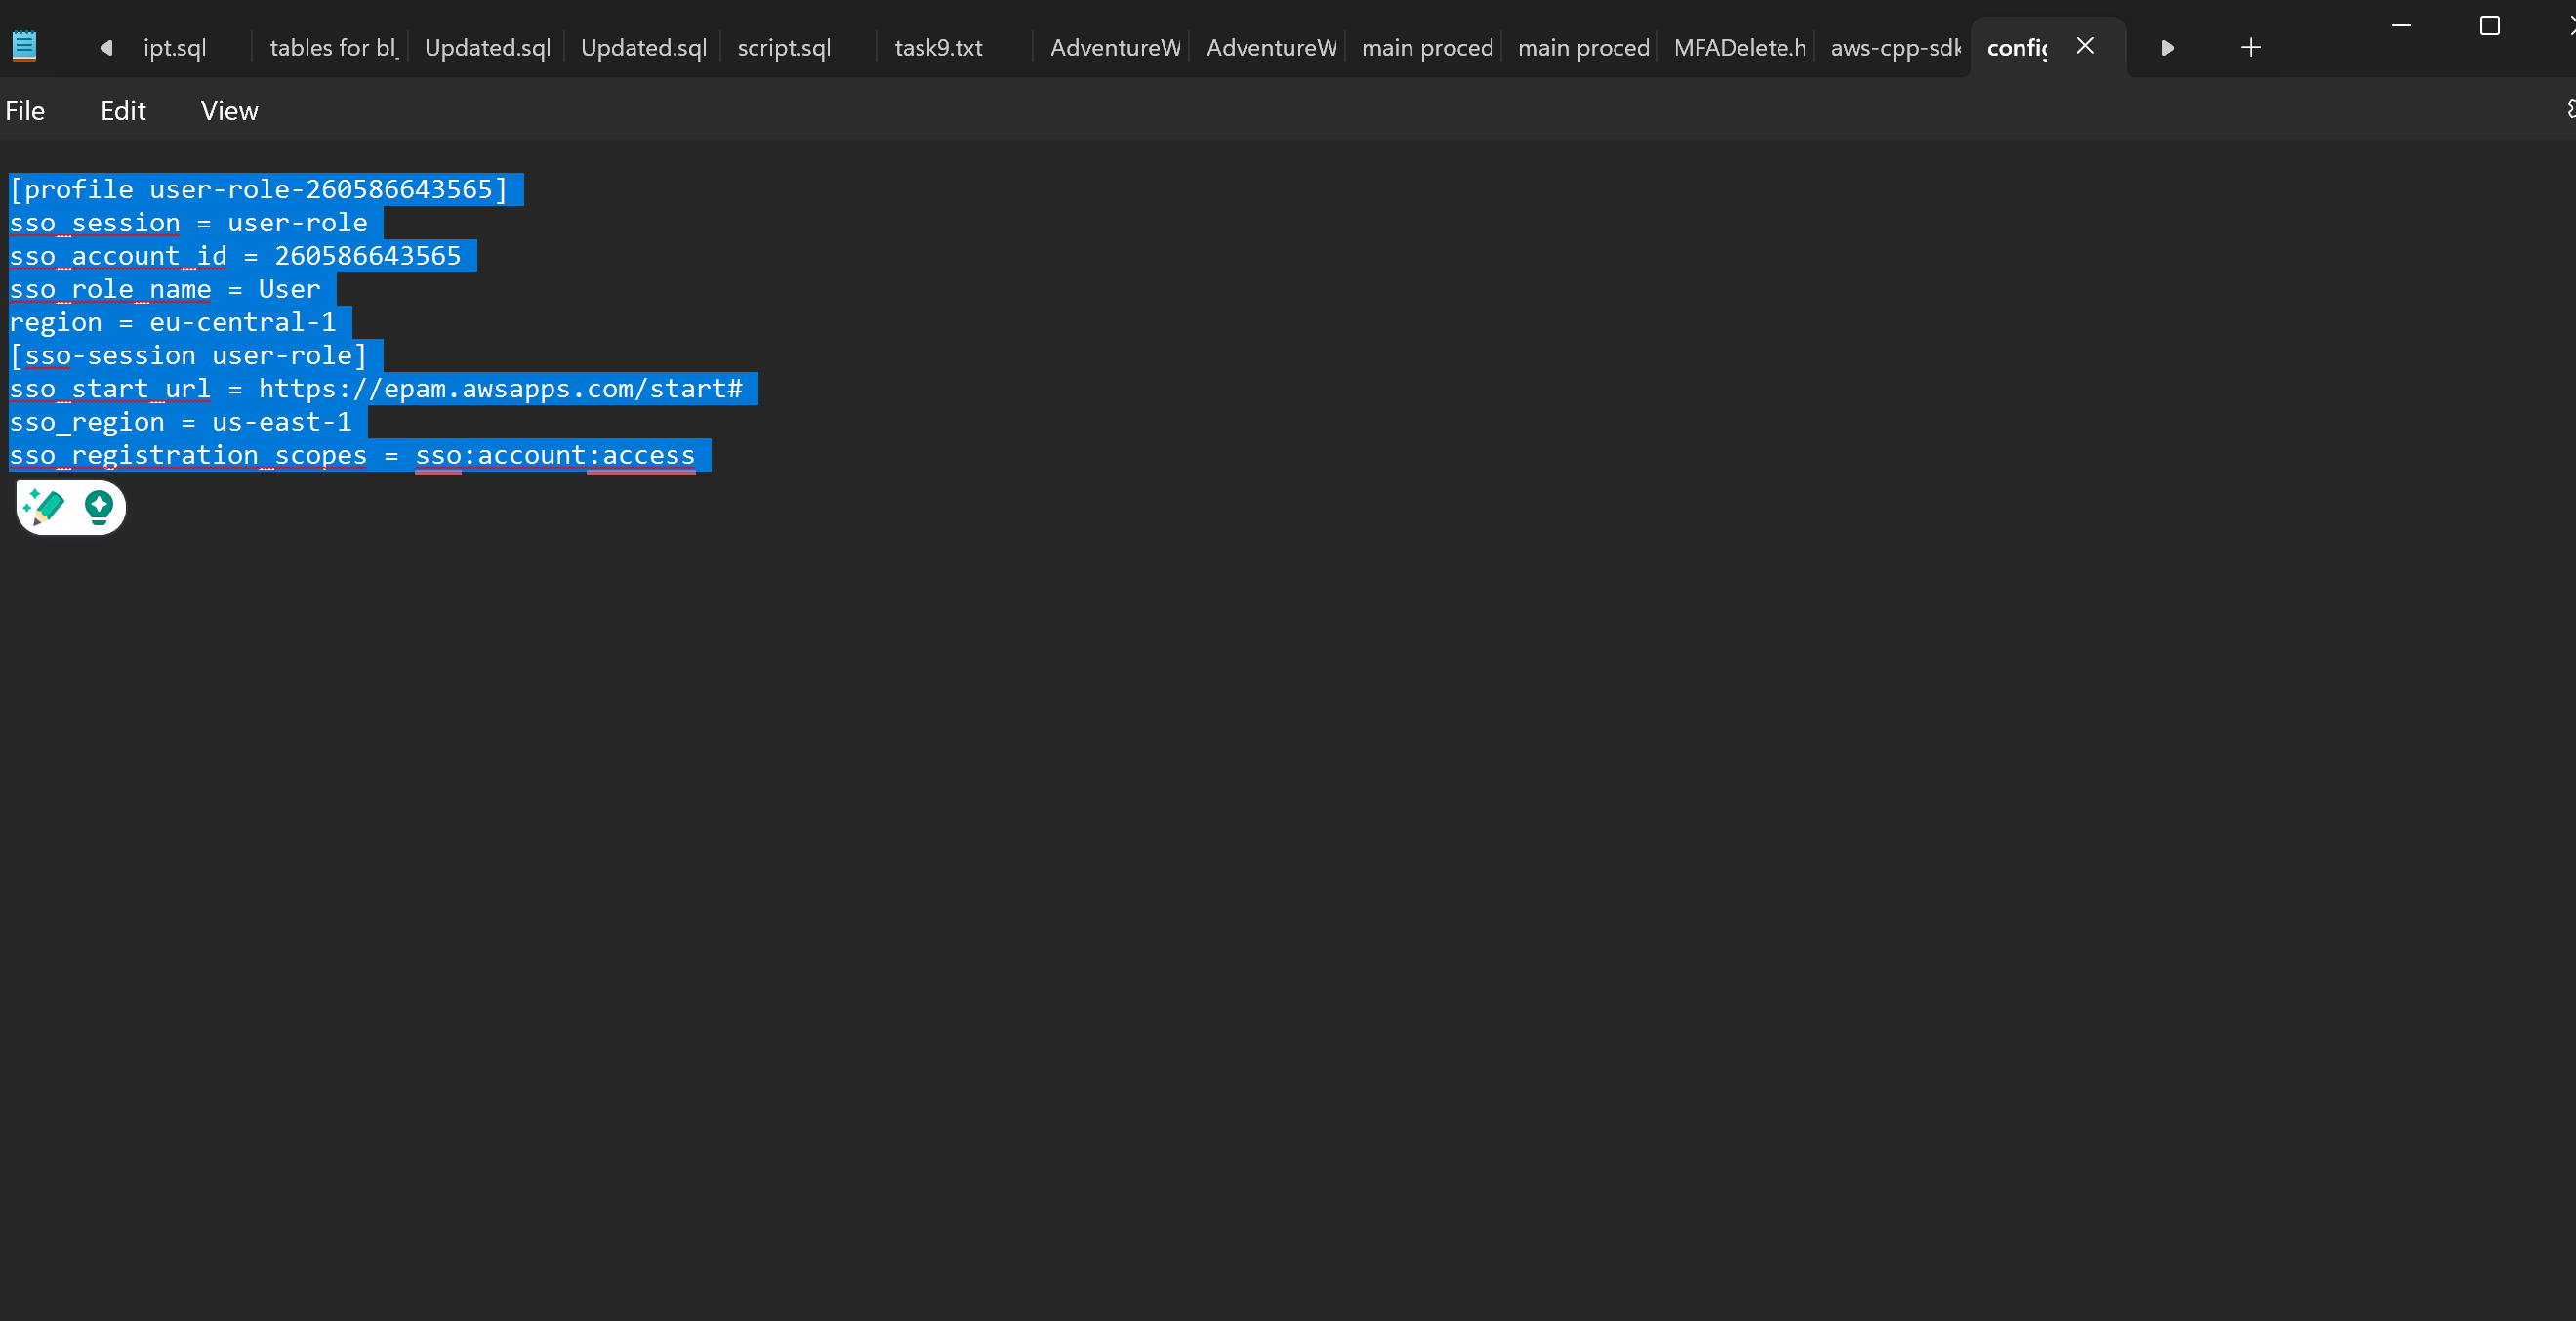 ipt.sql tables for bl_ Updated.sql Updated.sql script.sql task9.txt AdventureW AdventureW main proced main proced MFADelete.h aws-cpp-sdk config
File Edit View
[profile user-role-260586643565]
sso_session = user-role
sso_account_id = 260586643565
sso_role_name = User
region = eu-central-1
[sso-session user-role]
sso_start_url = https://epam.awsapps.com/start#
sso_region = us-east-1
sso_registration_scopes = sso:account:access